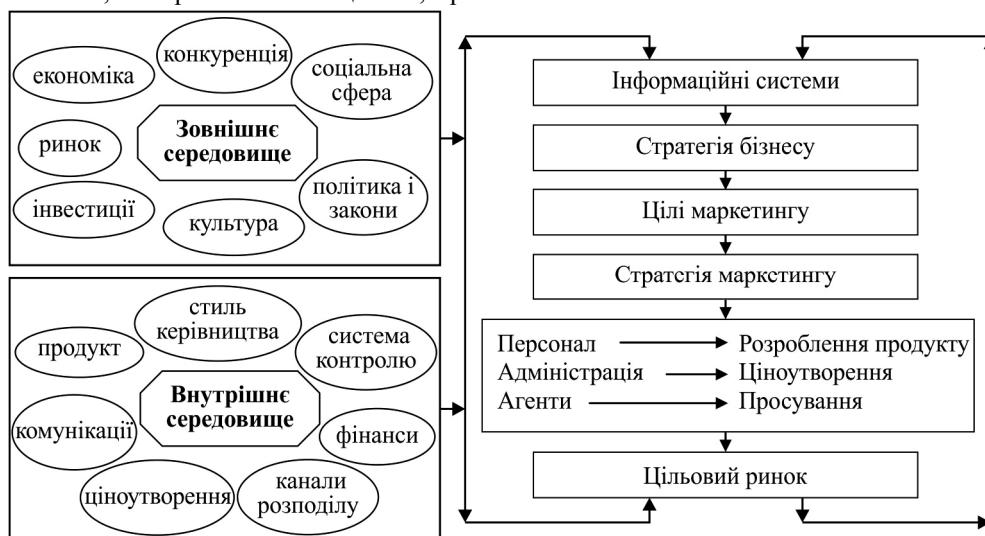 конкуренція
економіка
соціальна
сфера
Зовнішнє
середовище
ринок
політика і
закони
інвестиції
культура
стиль
керівництва
продукт
система
контролю
Внутрішнє
середовище
комунікації
фінанси
ціноутворення
канали
розподілу
Інформаційні системи
Стратегія бізнесу
Цілі маркетингу
Стратегія маркетингу
Персонал Розроблення продукту
Адміністрація Ціноутворення
Агенти Просування
Цільовий ринок